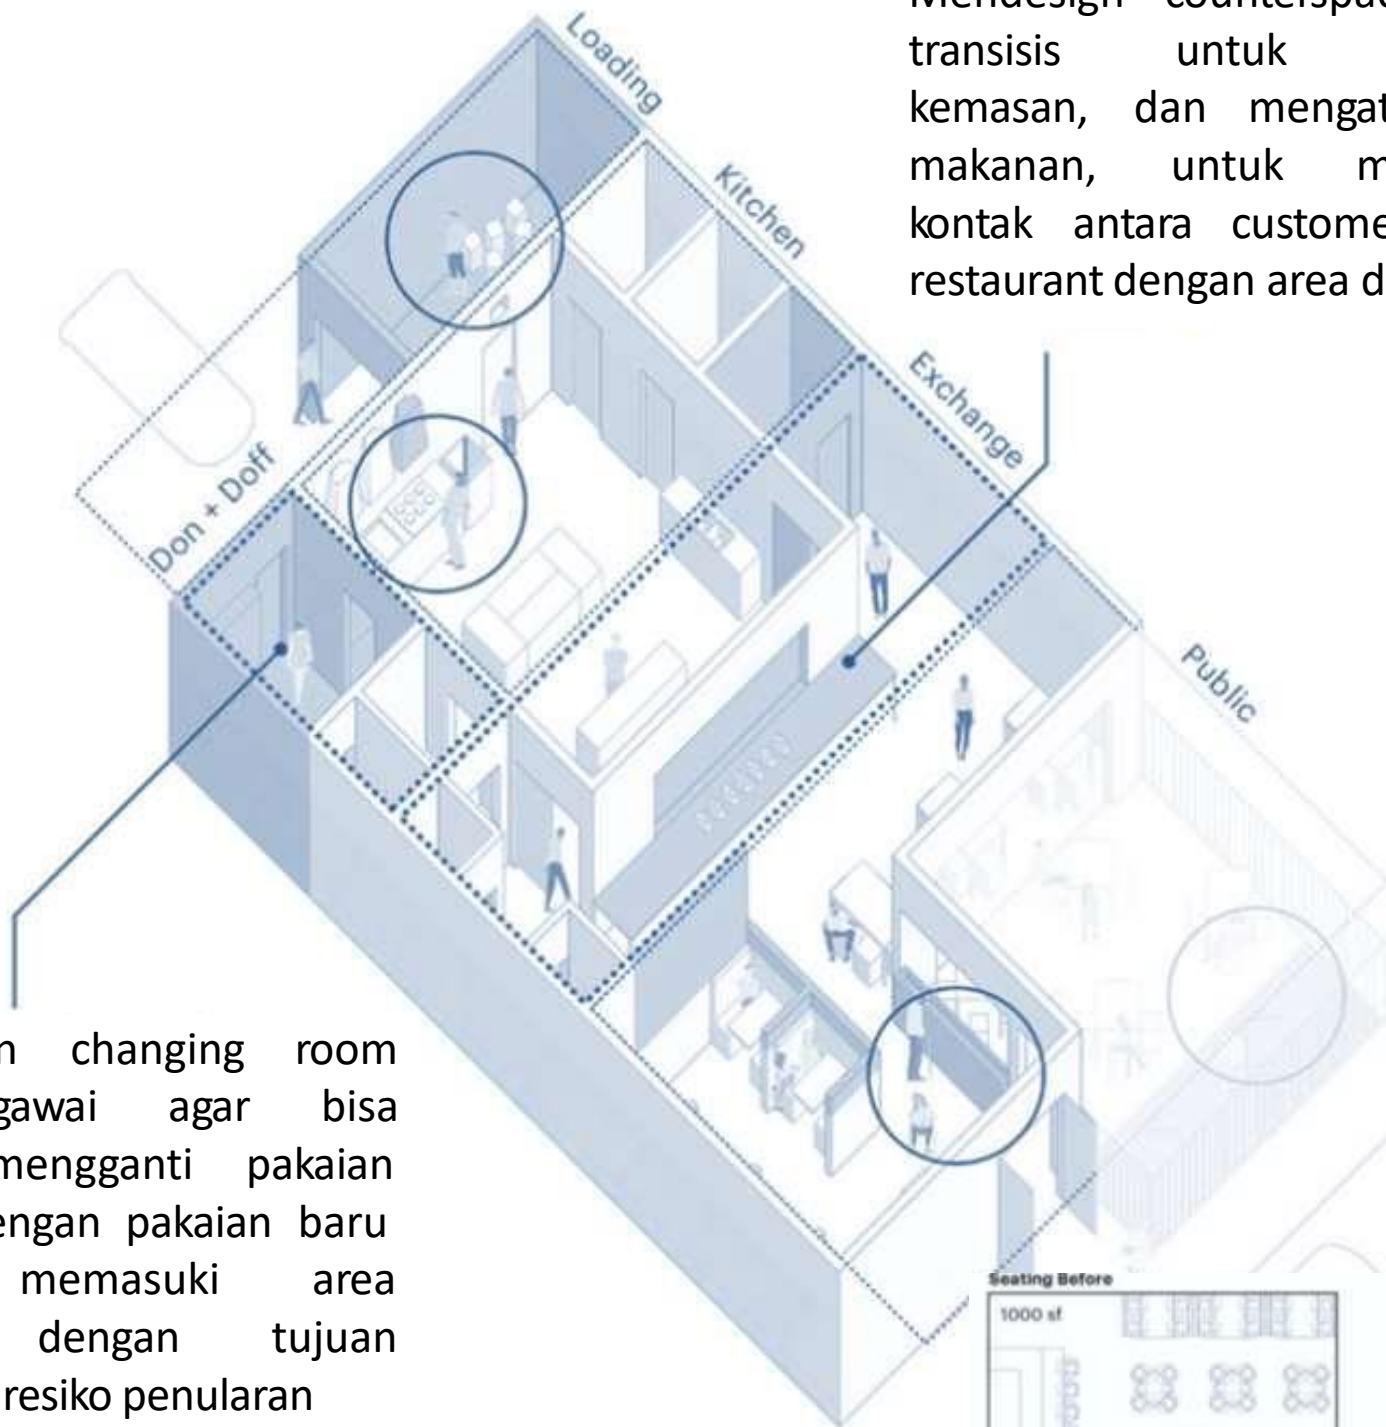 transisis untuk
kemasan, dan mengat
makanan, untuk m
kontak antara custome
restaurant dengan area d
Loading
Kitchen
Exchange
Public
Don + Doff
n changing room
gawai agar bisa
mengganti pakaian
engan pakaian baru
memasuki area
dengan tujuan
resiko penularan
Seating Before
1000 sf